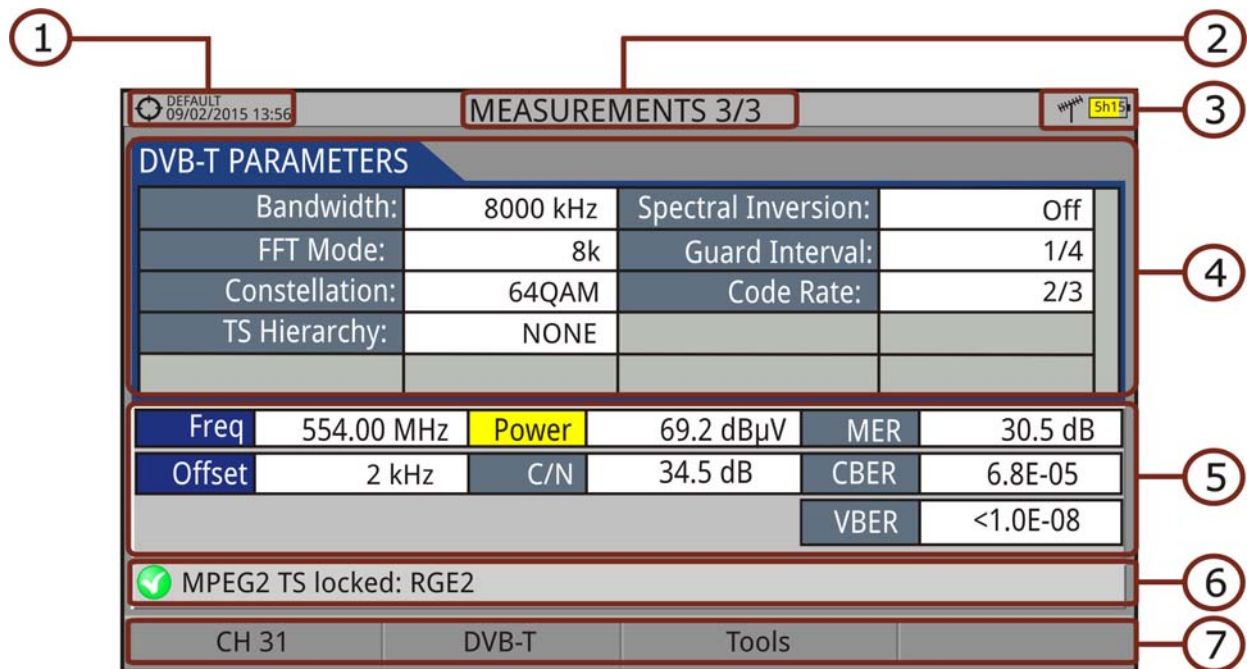 1
2
DEFAULT
09/02/2015 13:56
MEASUREMENTS 3/3
5h15
3
DVB-T PARAMETERS
Bandwidth: 8000 kHz Spectral Inversion: Off
FFT Mode: 8k Guard Interval: 1/4
Constellation: 64QAM Code Rate: 2/3
TS Hierarchy: NONE
4
Freq 554.00 MHz Power 69.2 dBμV MER 30.5 dB
Offset 2 kHz C/N 34.5 dB CBER 6.8E-05
VBER <1.0E-08
5
MPEG2 TS locked: RGE2
6
CH 31 DVB-T Tools
7